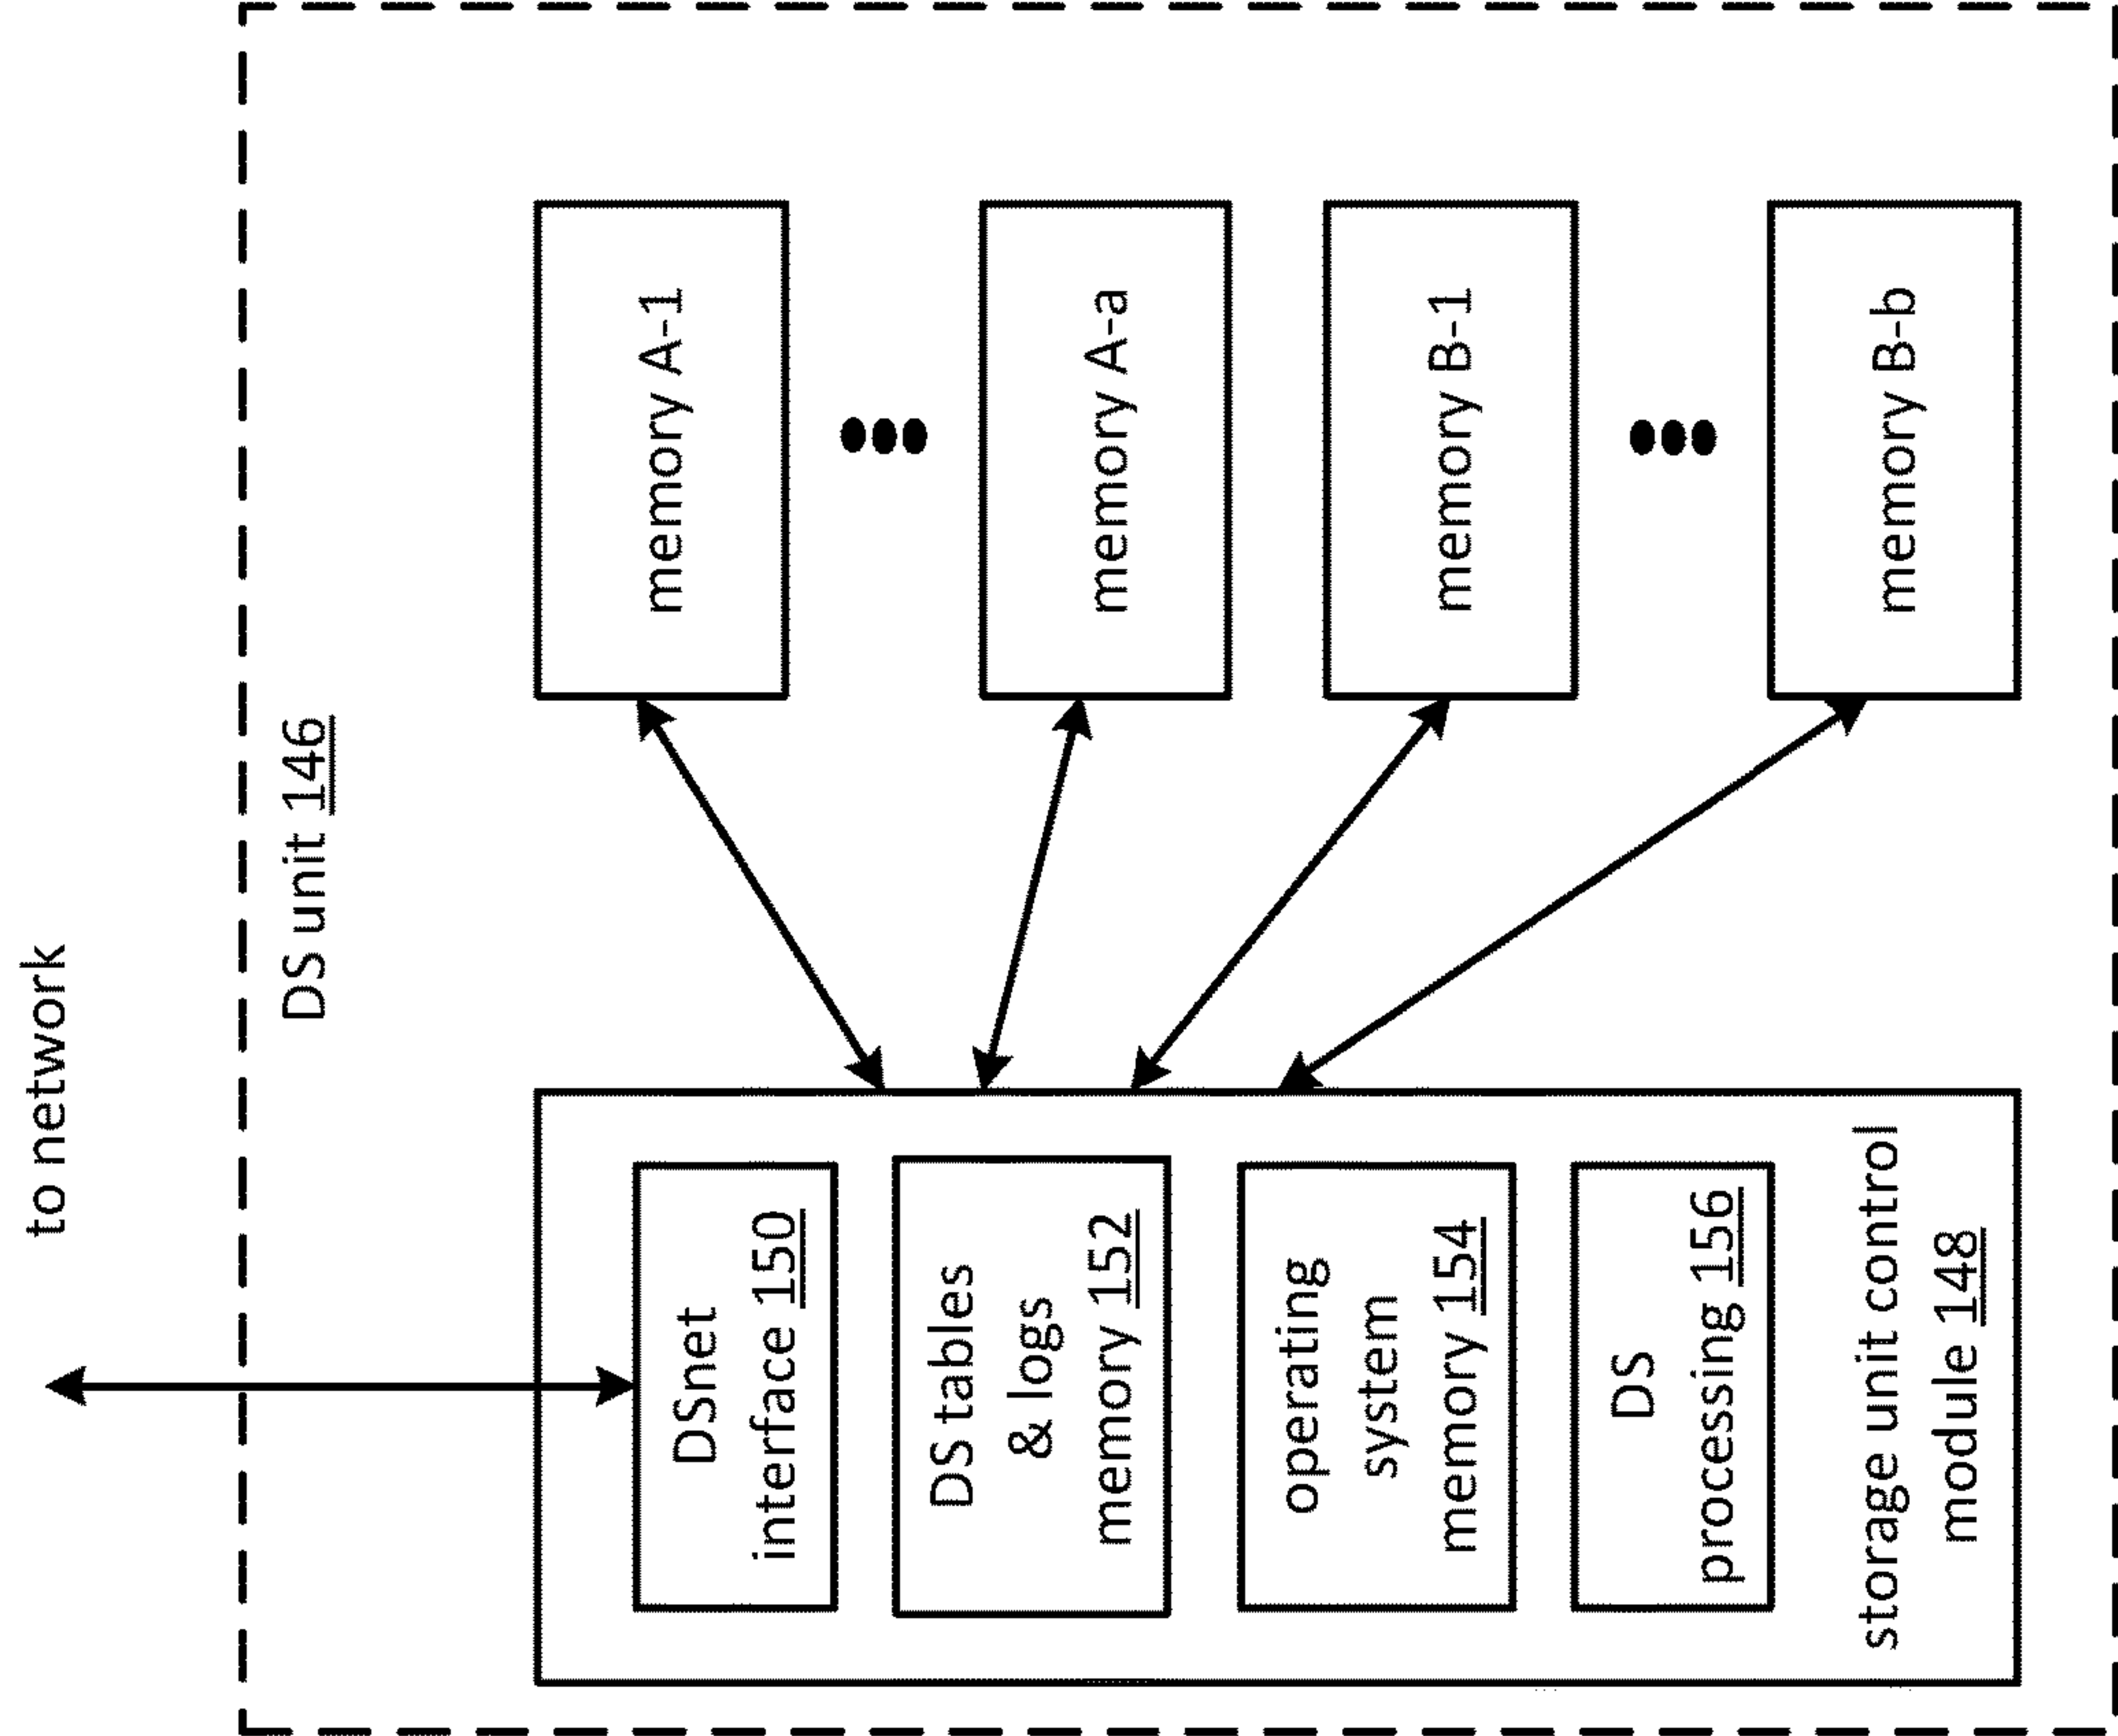 to network
DS unit 146
DSnet
interface 150
DS tables
& logs
memory 152
operating
system
memory 154
DS
processing 156
storage unit control
module 148
memory A-1
memory A-a
memory B-1
memory B-b